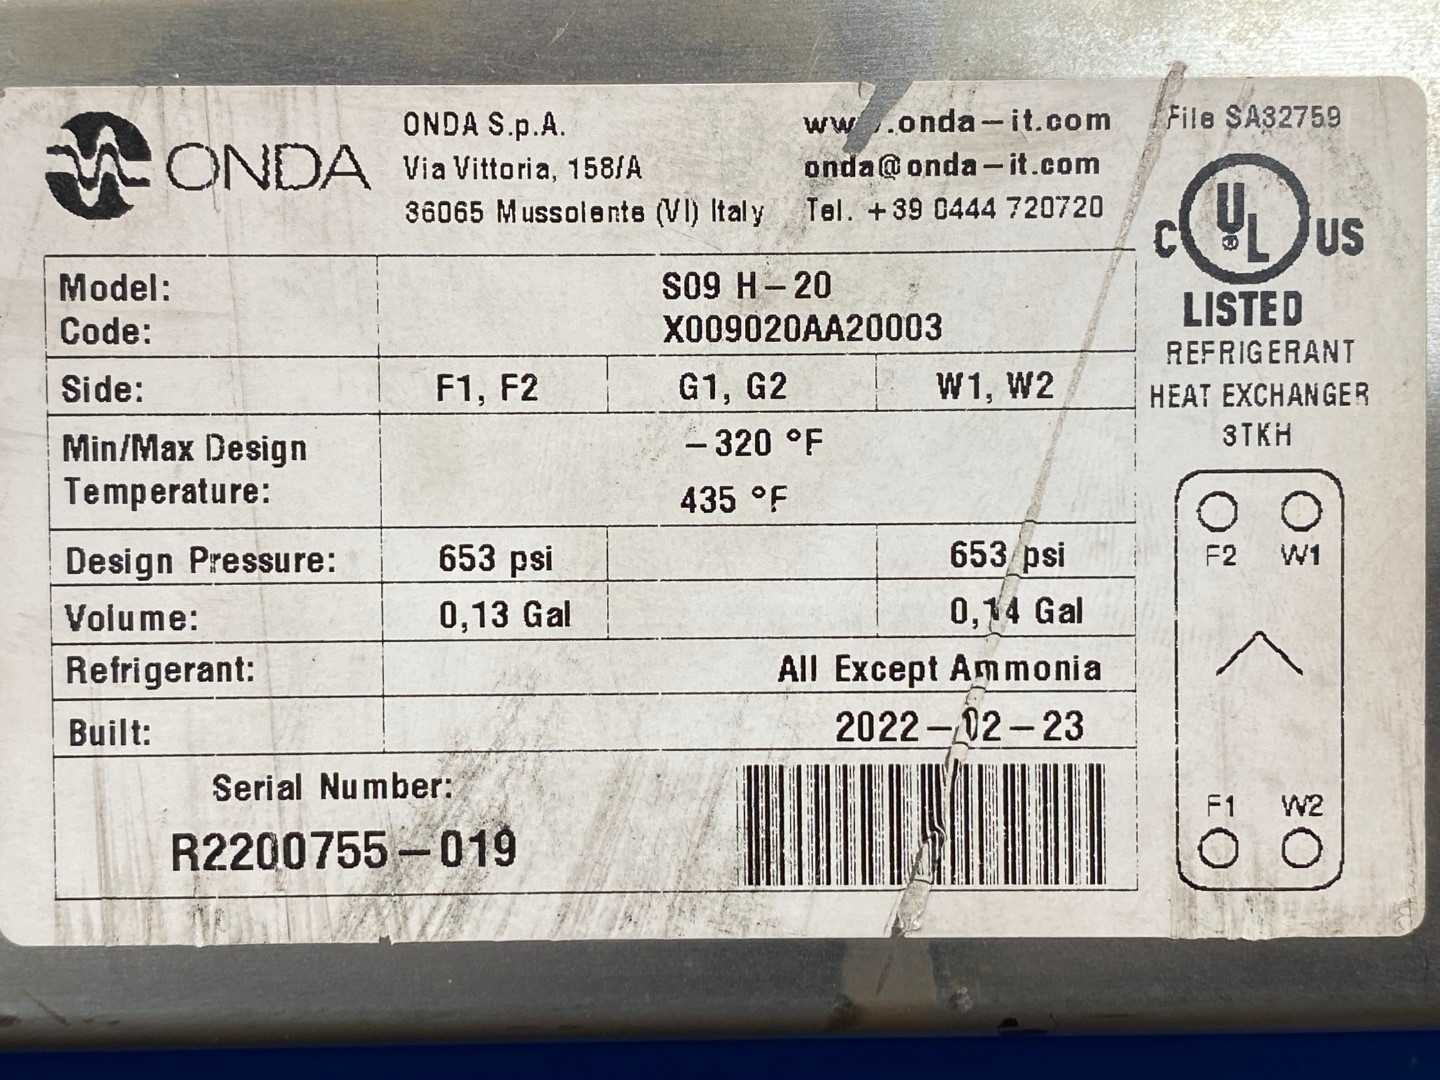 ONDA
ONDA S.p.A.
Via Vittoria, 158/A
36065 Mussolente (VI) Italy
www.onda-it.com
onda@onda-it.com
Tel. +39 0444 720720
File SA32759
C UL US
LISTED
REFRIGERANT
HEAT EXCHANGER
3TKH
Model: S09 H-20
Code: X009020AA20003
Side: F1, F2 G1, G2 W1, W2
Min/Max Design -320 °F
Temperature: 435 °F
Design Pressure: 653 psi 653 psi
Volume: 0,13 Gal 0,14 Gal
Refrigerant: All Except Ammonia
Built: 2022-02-23
Serial Number:
R2200755-019
F2 W1
F1 W2